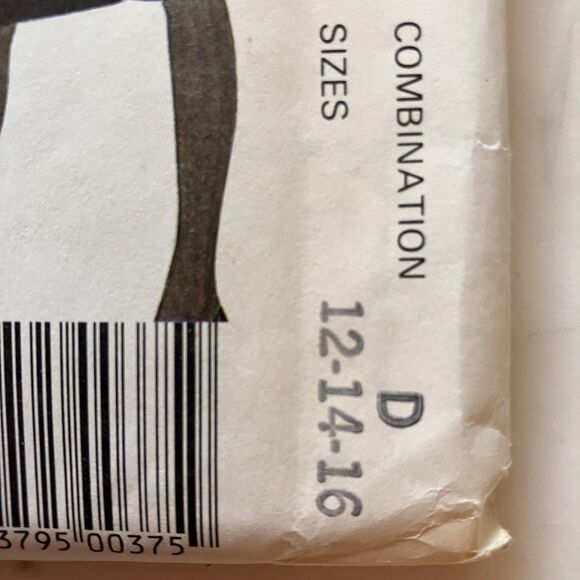 COMBINATION D
SIZES 12-14-16
3795 00375